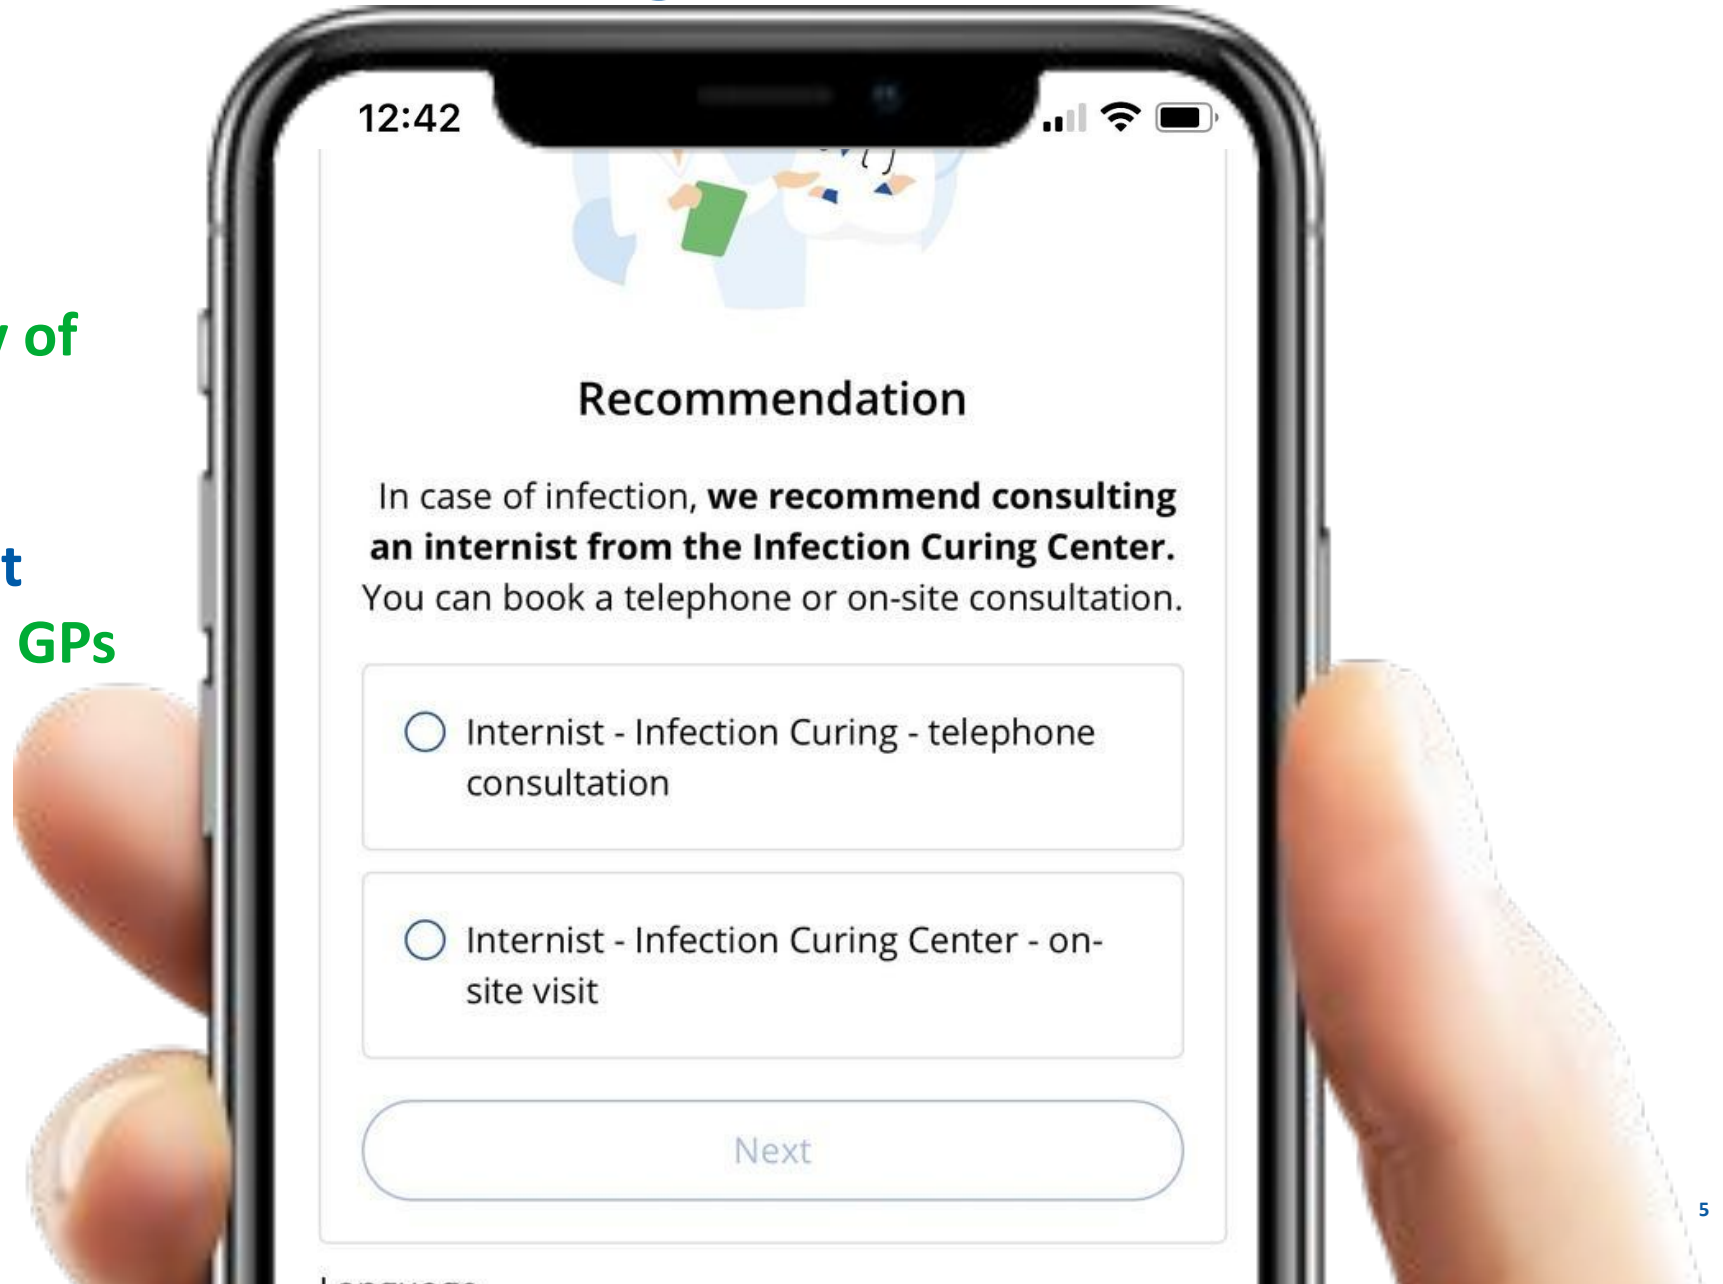 12:42
of
Recommendation
In case of infection, we recommend consulting
an internist from the Infection Curing Center.
t
You can book a telephone or on-site consultation.
GPs
Internist - Infection Curing - telephone
consultation
Internist - Infection Curing Center - on-
site visit
Next
5